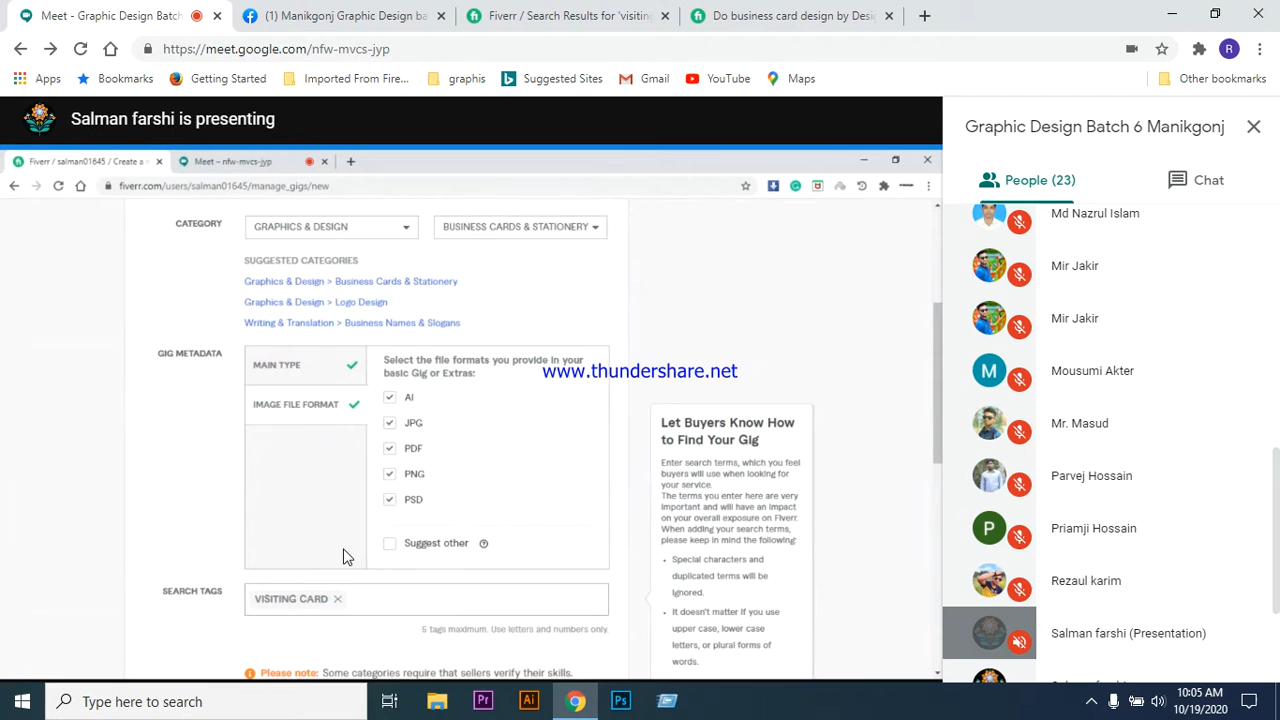 Meet - Graphic Design Batch
(1) Manikgonj Graphic Design ba
Fiverr / Search Results for 'visitin
Do business card design by Desig
https://meet.google.com/nfw-mvcs-jyp
R
Apps
Bookmarks
Getting Started
Imported From Fire...
graphis
Suggested Sites
Gmail
YouTube
Maps
Other bookmarks
Salman farshi is presenting
Graphic Design Batch 6 Manikgonj
People (23)
Chat
Fiverr / salman01645 / Create a
Meet – nfw-mvcs-jyp
fiverr.com/users/salman01645/manage_gigs/new
CATEGORY
GRAPHICS & DESIGN
BUSINESS CARDS & STATIONERY
SUGGESTED CATEGORIES
Graphics & Design > Business Cards & Stationery
Graphics & Design > Logo Design
Writing & Translation > Business Names & Slogans
GIG METADATA
MAIN TYPE
IMAGE FILE FORMAT
Select the file formats you provide in your
basic Gig or Extras:
AI
JPG
PDF
PNG
PSD
Suggest other
www.thundershare.net
SEARCH TAGS
VISITING CARD
5 tags maximum. Use letters and numbers only.
Please note: Some categories require that sellers verify their skills.
Let Buyers Know How
to Find Your Gig
Enter search terms, which you feel
buyers will use when looking for
your service.
The terms you enter here are very
important and will have an impact
on your overall exposure on Fiverr.
When adding your search terms,
please keep in mind the following:
• Special characters and
duplicated terms will be
ignored.
• It doesn't matter if you use
upper case, lower case
letters, or plural forms of
words.
Md Nazrul Islam
Mir Jakir
Mir Jakir
M
Mousumi Akter
Mr. Masud
Parvej Hossain
P
Priamji Hossain
Rezaul karim
Salman farshi (Presentation)
Type here to search
Pr
Ai
Ps
10:05 AM
10/19/2020